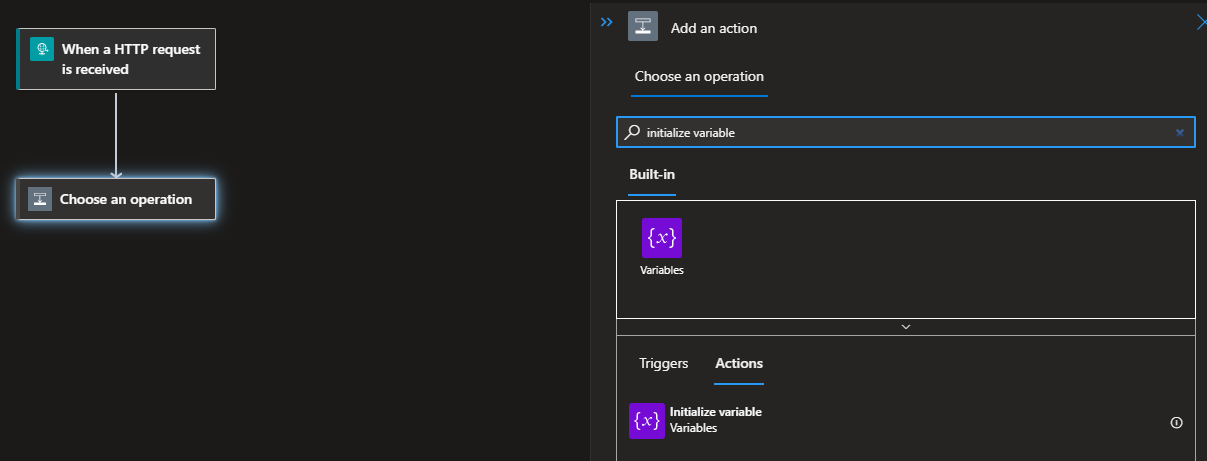 When a HTTP request
is received
Choose an operation
Add an action
Choose an operation
initialize variable
Built-in
{x}
Variables
Triggers
Actions
{x}
Initialize variable
Variables